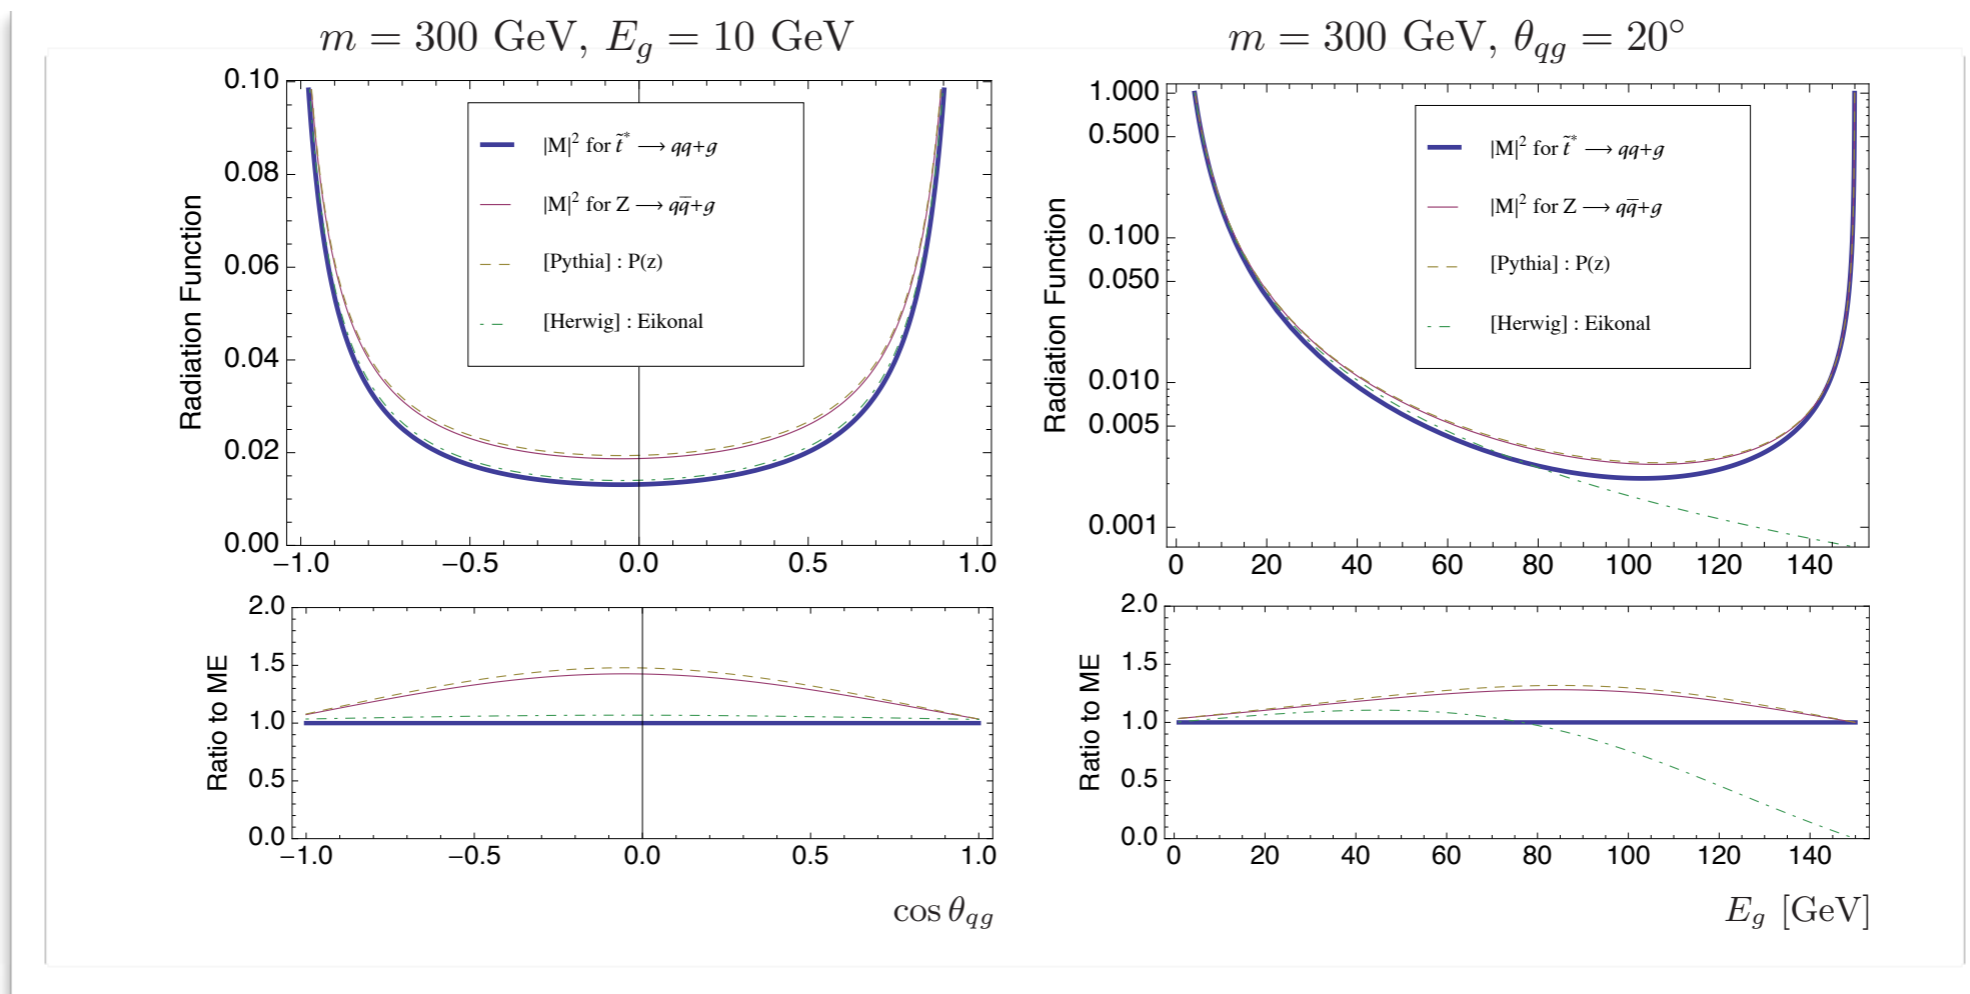 m = 300 GeV, E_g = 10 GeV
0.10
0.08
0.06
0.04
0.02
0.00
Radiation Function
|M|² for t̃* ⟶ qq+g
|M|² for Z ⟶ qq̅+g
[Pythia] : P(z)
[Herwig] : Eikonal
−1.0 −0.5 0.0 0.5 1.0
2.0
1.5
1.0
0.5
0.0
Ratio to ME
−1.0 −0.5 0.0 0.5 1.0
cos θ_qg
m = 300 GeV, θ_qg = 20°
1.000
0.500
0.100
0.050
0.010
0.005
0.001
Radiation Function
|M|² for t̃* ⟶ qq+g
|M|² for Z ⟶ qq̅+g
[Pythia] : P(z)
[Herwig] : Eikonal
0 20 40 60 80 100 120 140
2.0
1.5
1.0
0.5
0.0
Ratio to ME
0 20 40 60 80 100 120 140
E_g [GeV]